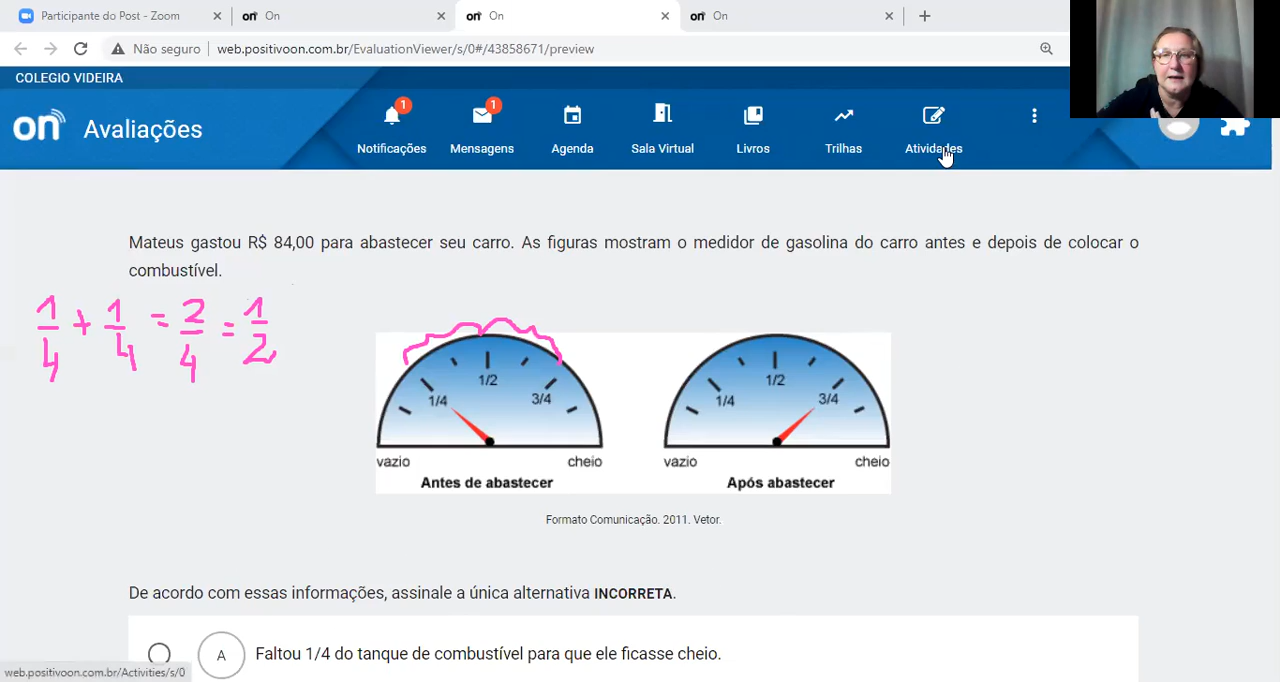 Participante do Post - Zoom
On
On
On
Não seguro
web.positivoon.com.br/EvaluationViewer/s/0#/43858671/preview
COLEGIO VIDEIRA
on
Avaliações
1
1
Notificações
Mensagens
Agenda
Sala Virtual
Livros
Trilhas
Atividades
Mateus gastou R$ 84,00 para abastecer seu carro. As figuras mostram o medidor de gasolina do carro antes e depois de colocar o
combustível.
1/4 + 1/4 = 2/4 = 1/2
1/4
1/2
3/4
vazio
cheio
Antes de abastecer
1/4
1/2
3/4
vazio
cheio
Após abastecer
Formato Comunicação. 2011. Vetor.
De acordo com essas informações, assinale a única alternativa INCORRETA.
A
Faltou 1/4 do tanque de combustível para que ele ficasse cheio.
web.positivoon.com.br/Activities/s/0